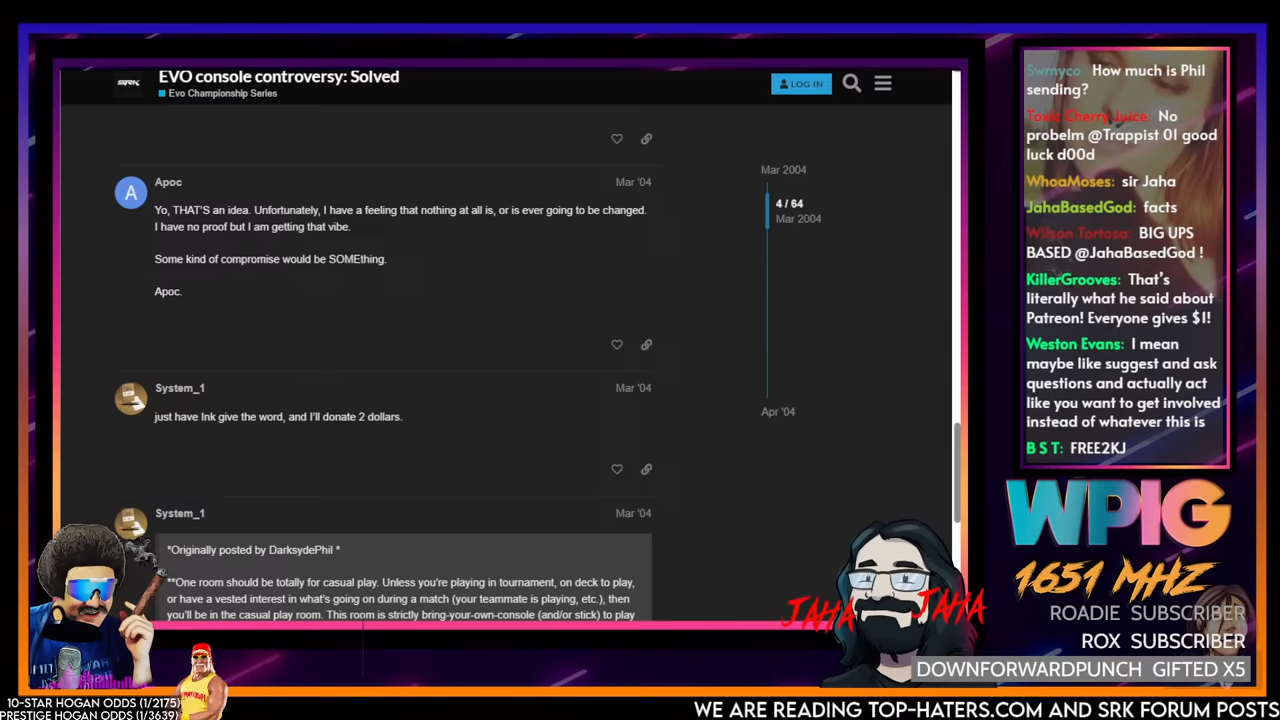 SRK
EVO console controversy: Solved
Evo Championship Series
LOG IN
Apoc
Mar '04
A
Yo, THAT'S an idea. Unfortunately, I have a feeling that nothing at all is, or is ever going to be changed.
I have no proof but I am getting that vibe.
Some kind of compromise would be SOMEthing.
Apoc.
System_1
Mar '04
just have Ink give the word, and I'll donate 2 dollars.
System_1
Mar '04
*Originally posted by DarksydePhil *
**One room should be totally for casual play. Unless you're playing in tournament, on deck to play,
or have a vested interest in what's going on during a match (your teammate is playing, etc.), then
you'll be in the casual play room. This room is strictly bring-your-own-console (and/or stick) to play
Mar 2004
4 / 64
Mar 2004
Apr '04
Swmyco: How much is Phil
sending?
Toxic Cherry Juice: No
probelm @Trappist 01 good
luck d00d
WhoaMoses: sir Jaha
JahaBasedGod: facts
Wilson Tortosa: BIG UPS
BASED @JahaBasedGod !
KillerGrooves: That's
literally what he said about
Patreon! Everyone gives $1!
Weston Evans: I mean
maybe like suggest and ask
questions and actually act
like you want to get involved
instead of whatever this is
B S T: FREE2KJ
WPIG
1651 MHZ
ROADIE SUBSCRIBER
ROX SUBSCRIBER
DOWNFORWARDPUNCH GIFTED X5
JAHA JAHA
10-STAR HOGAN ODDS (1/2175)
PRESTIGE HOGAN ODDS (1/3639)
WE ARE READING TOP-HATERS.COM AND SRK FORUM POSTS